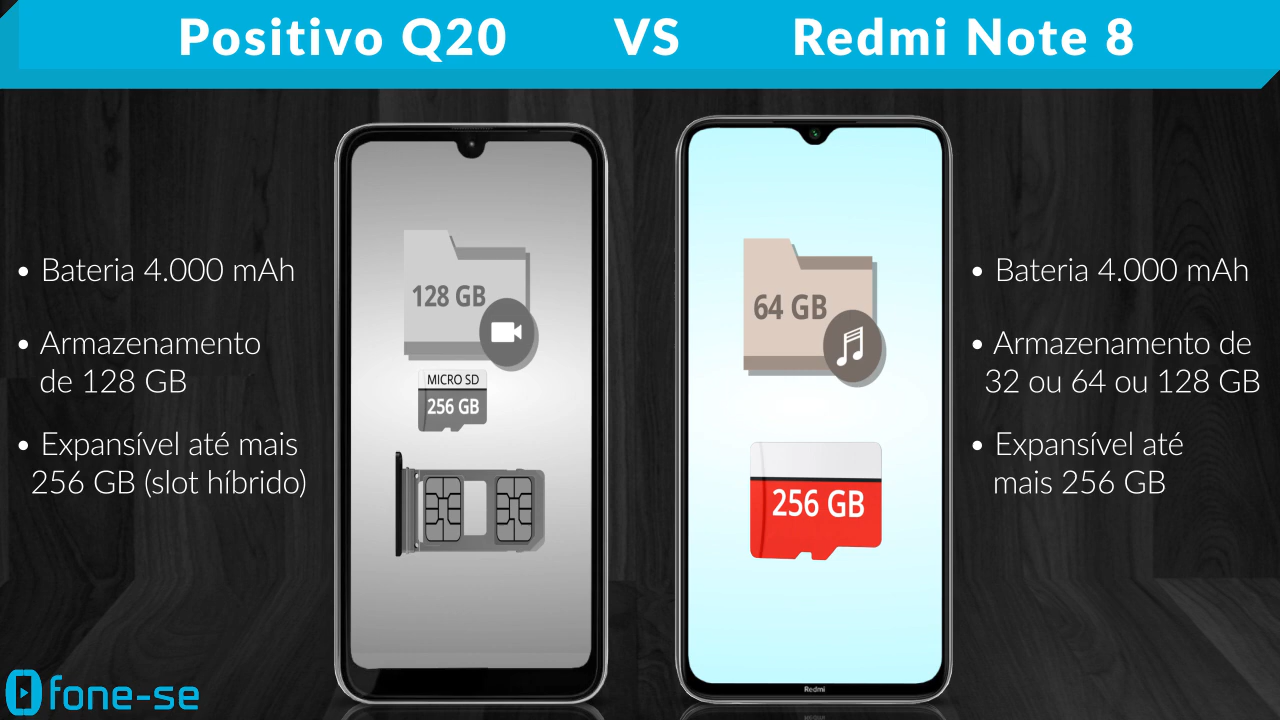 Positivo Q20 VS Redmi Note 8
• Bateria 4.000 mAh
• Armazenamento
de 128 GB
• Expansível até mais
256 GB (slot híbrido)
128 GB
MICRO SD
256 GB
64 GB
256 GB
Redmi
• Bateria 4.000 mAh
• Armazenamento de
32 ou 64 ou 128 GB
• Expansível até
mais 256 GB
fone-se